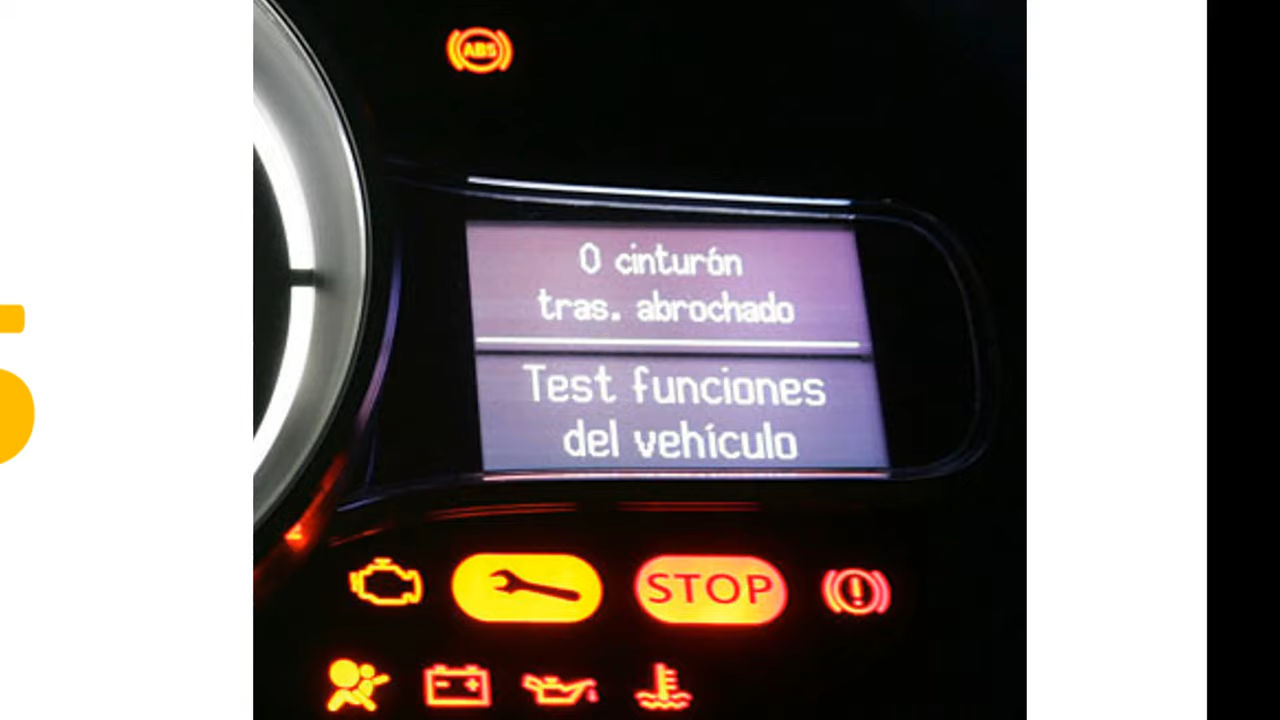 ABS
0 cinturón
tras. abrochado
Test funciones
del vehículo
STOP